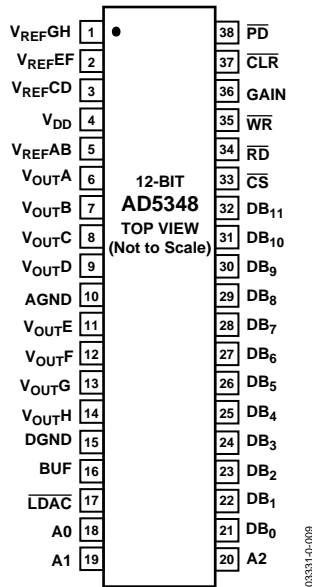 VREFGH 1
VREFEF 2
VREFCD 3
VDD 4
VREFAB 5
VOUTA 6
VOUTB 7
VOUTC 8
VOUTD 9
AGND 10
VOUTE 11
VOUTF 12
VOUTG 13
VOUTH 14
DGND 15
BUF 16
LDAC 17
A0 18
A1 19
12-BIT
AD5348
TOP VIEW
(Not to Scale)
38 PD
37 CLR
36 GAIN
35 WR
34 RD
33 CS
32 DB11
31 DB10
30 DB9
29 DB8
28 DB7
27 DB6
26 DB5
25 DB4
24 DB3
23 DB2
22 DB1
21 DB0
20 A2
03331-0-009